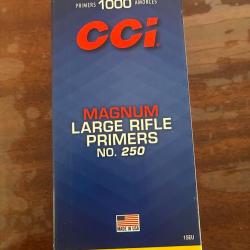 PRIMERS 1000 AMORCES
CCI
MAGNUM
LARGE RIFLE
PRIMERS
NO. 250
MADE IN USA